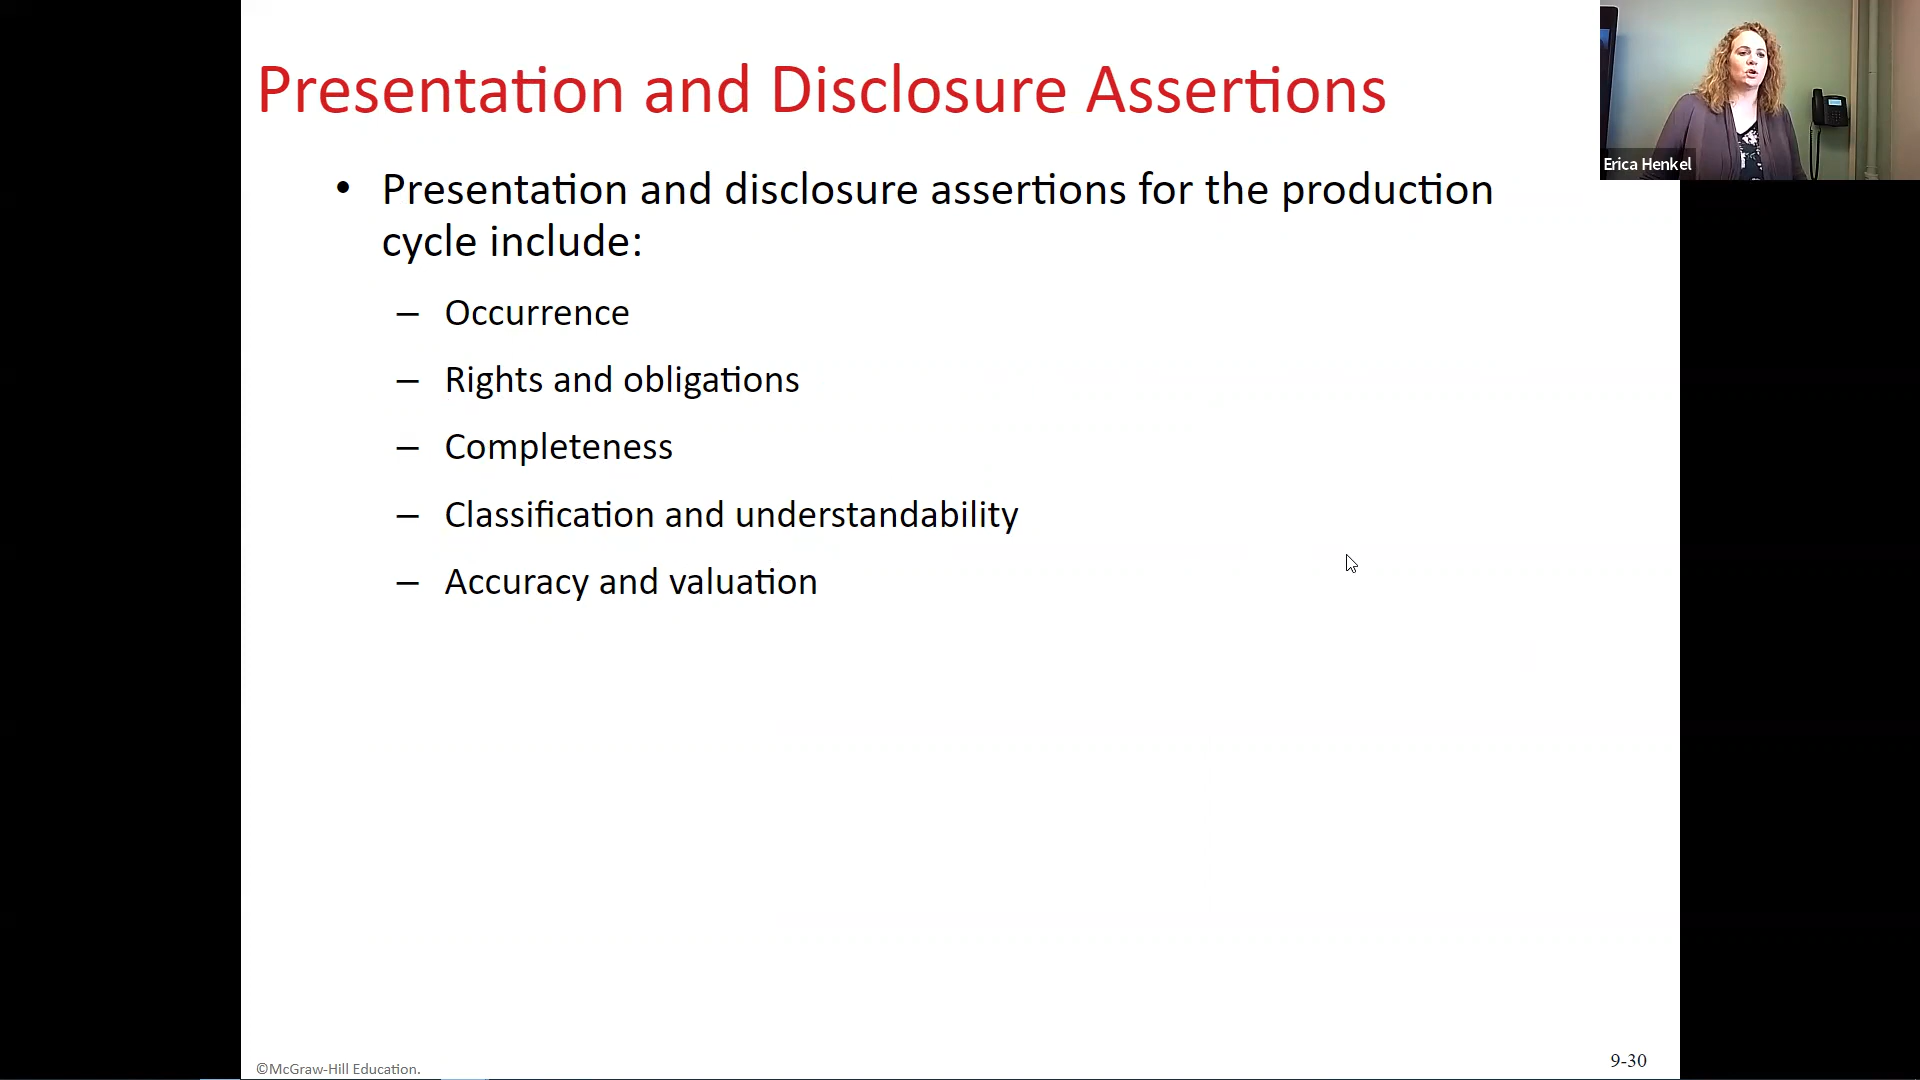 Presentation and Disclosure Assertions
Erica Henkel
• Presentation and disclosure assertions for the production
cycle include:
– Occurrence
– Rights and obligations
– Completeness
– Classification and understandability
– Accuracy and valuation
©McGraw-Hill Education.
9-30